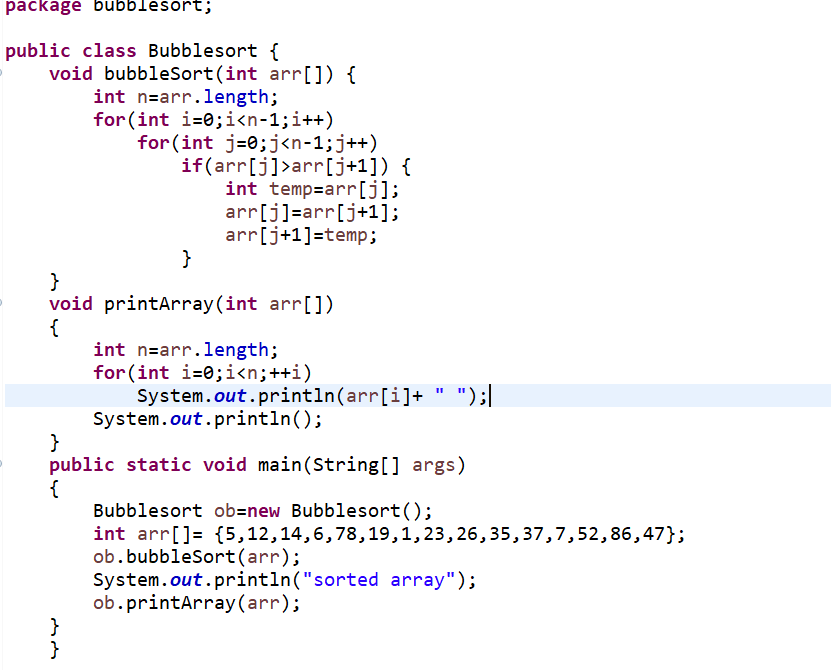 package bubblesort;
public class Bubblesort {
void bubbleSort(int arr[]) {
int n=arr.length;
for(int i=0;i<n-1;i++)
for(int j=0;j<n-1;j++)
if(arr[j]>arr[j+1]) {
int temp=arr[j];
arr[j]=arr[j+1];
arr[j+1]=temp;
}
}
void printArray(int arr[])
{
int n=arr.length;
for(int i=0;i<n;++i)
System.out.println(arr[i]+ " ");
System.out.println();
}
public static void main(String[] args)
{
Bubblesort ob=new Bubblesort();
int arr[]= {5,12,14,6,78,19,1,23,26,35,37,7,52,86,47};
ob.bubbleSort(arr);
System.out.println("sorted array");
ob.printArray(arr);
}
}